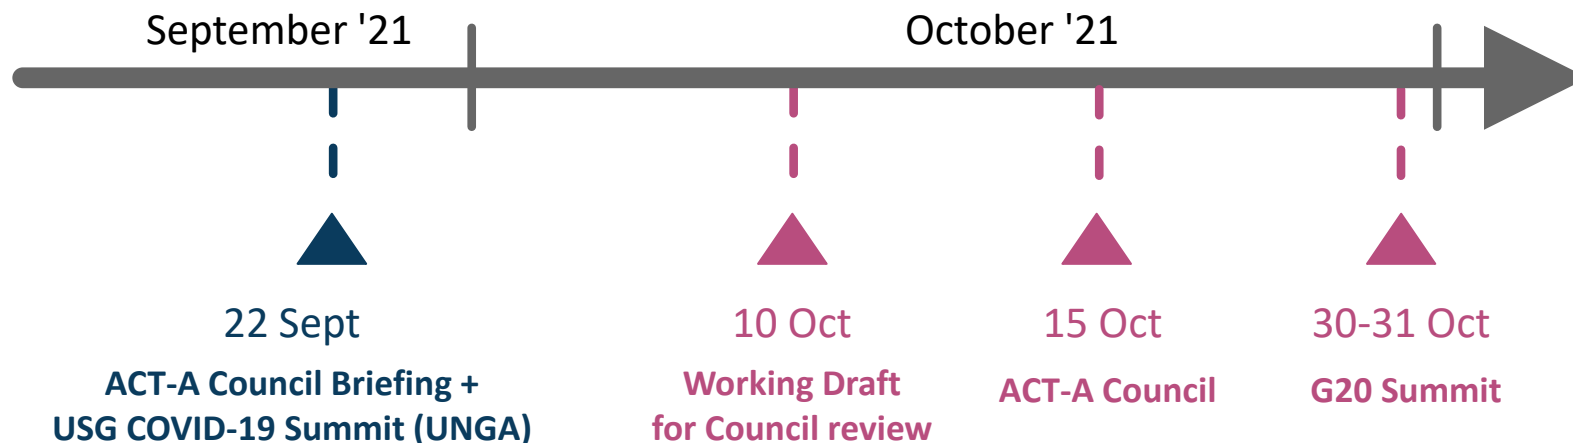 September '21
October '21
22 Sept
ACT-A Council Briefing +
USG COVID-19 Summit (UNGA)
10 Oct
Working Draft
for Council review
15 Oct
ACT-A Council
30-31 Oct
G20 Summit